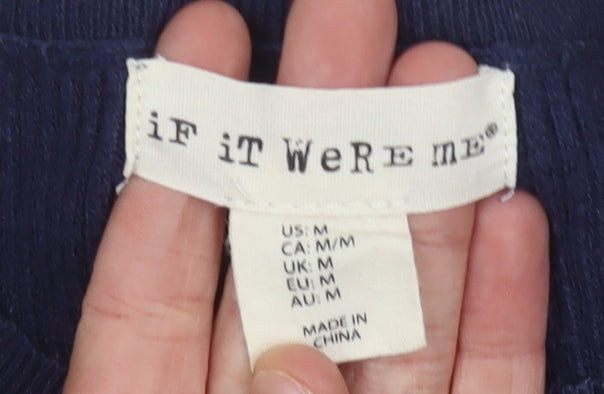 iF iT WeRE mE®
US: M
CA: M/M
UK: M
EU: M
AU: M
MADE IN
CHINA